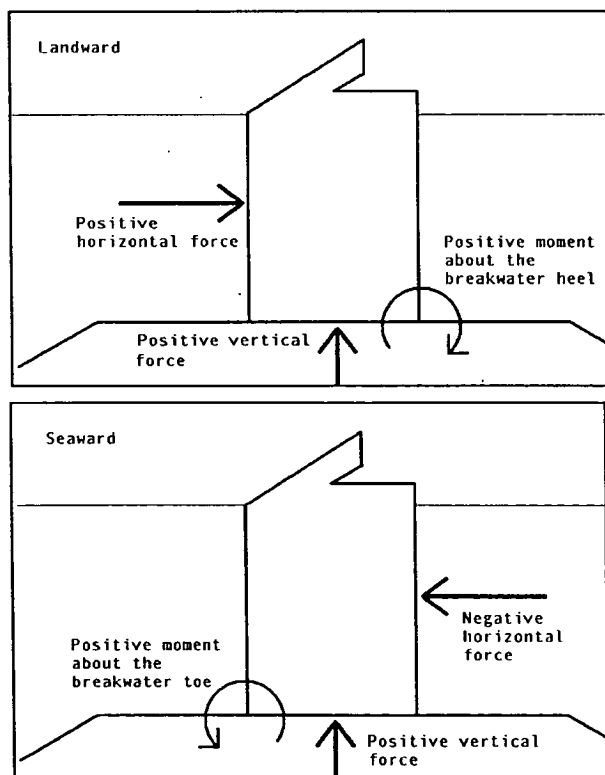 Landward
Positive
horizontal force
Positive moment
about the
breakwater heel
Positive vertical
force
Seaward
Positive moment
about the
breakwater toe
Negative
horizontal
force
Positive vertical
force